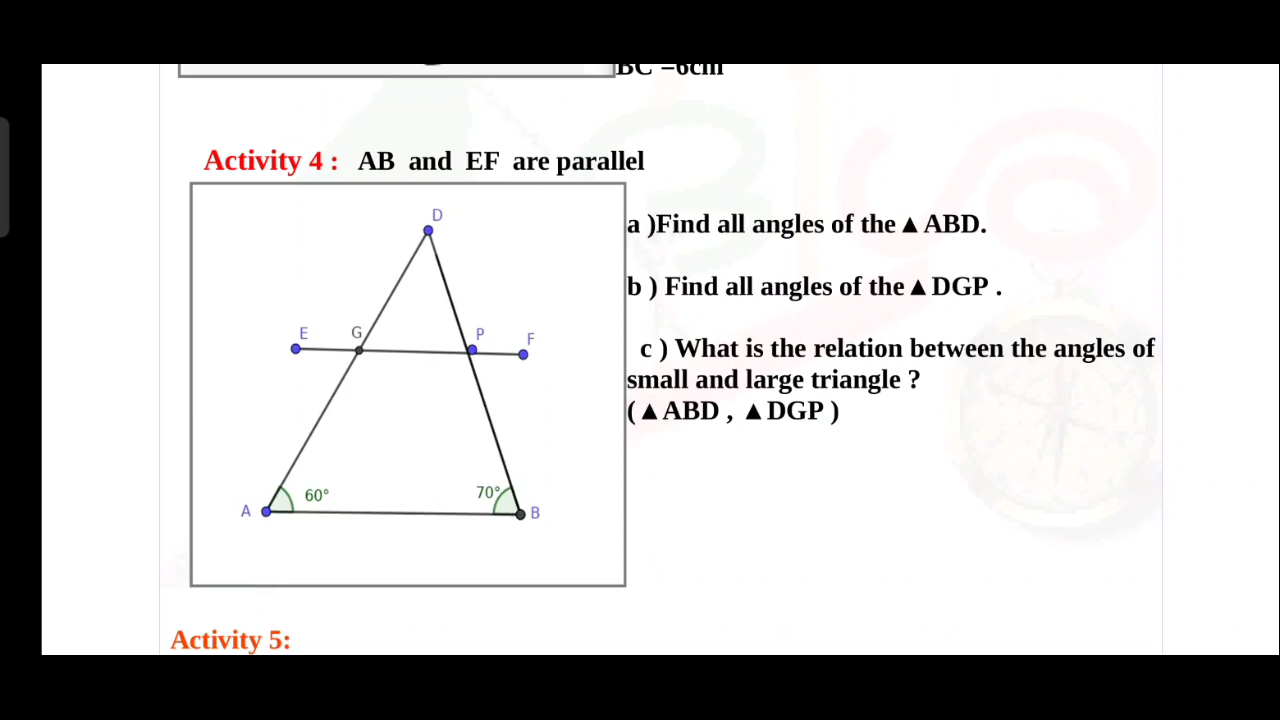 BC =6cm
Activity 4 : AB and EF are parallel
D
a )Find all angles of the▲ABD.
b ) Find all angles of the▲DGP .
E G P F
c ) What is the relation between the angles of
small and large triangle ?
(▲ABD , ▲DGP )
60° 70°
A B
Activity 5: